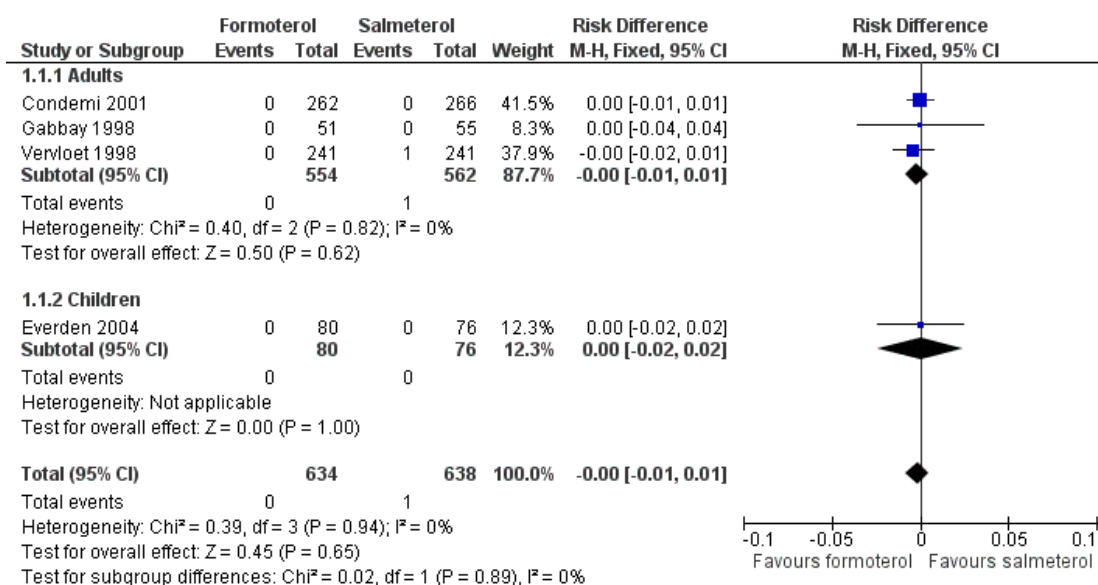 Formoterol Salmeterol Risk Difference Risk Difference
Study or Subgroup Events Total Events Total Weight M-H, Fixed, 95% CI M-H, Fixed, 95% CI
1.1.1 Adults
Condemi 2001 0 262 0 266 41.5% 0.00 [-0.01, 0.01]
Gabbay 1998 0 51 0 55 8.3% 0.00 [-0.04, 0.04]
Vervloet 1998 0 241 1 241 37.9% -0.00 [-0.02, 0.01]
Subtotal (95% CI) 554 562 87.7% -0.00 [-0.01, 0.01]
Total events 0 1
Heterogeneity: Chi² = 0.40, df = 2 (P = 0.82); I² = 0%
Test for overall effect: Z = 0.50 (P = 0.62)
1.1.2 Children
Everden 2004 0 80 0 76 12.3% 0.00 [-0.02, 0.02]
Subtotal (95% CI) 80 76 12.3% 0.00 [-0.02, 0.02]
Total events 0 0
Heterogeneity: Not applicable
Test for overall effect: Z = 0.00 (P = 1.00)
Total (95% CI) 634 638 100.0% -0.00 [-0.01, 0.01]
Total events 0 1
Heterogeneity: Chi² = 0.39, df = 3 (P = 0.94); I² = 0%
Test for overall effect: Z = 0.45 (P = 0.65)
Test for subgroup differences: Chi² = 0.02, df = 1 (P = 0.89), I² = 0%
-0.1 -0.05 0 0.05 0.1
Favours formoterol Favours salmeterol